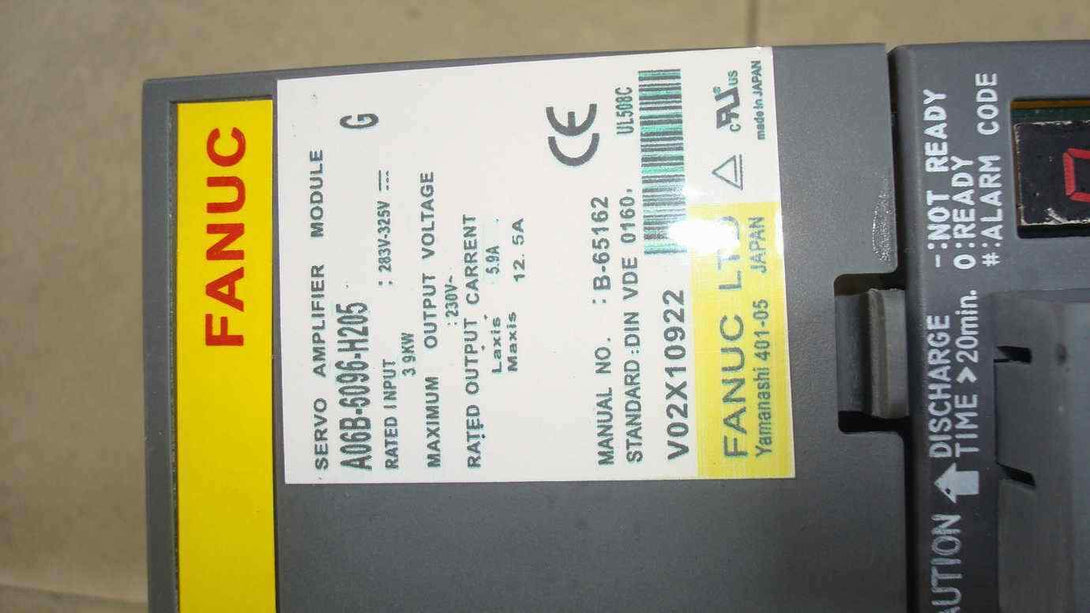 FANUC
SERVO AMPLIFIER MODULE
A06B-6096-H205 G
RATED INPUT : 283V-325V
3.9KW
MAXIMUM OUTPUT VOLTAGE
: 230V~
RATED OUTPUT CARRENT
Laxis : 5.9A
Maxis 12.5A
MANUAL NO. : B-65162
STANDARD:DIN VDE 0160, UL508C
CE
V02X10922
FANUC LTD
Yamanashi 401-05 JAPAN
c US
made in JAPAN
AUTION
DISCHARGE
TIME > 20min.
-:NOT READY
0:READY
#:ALARM CODE